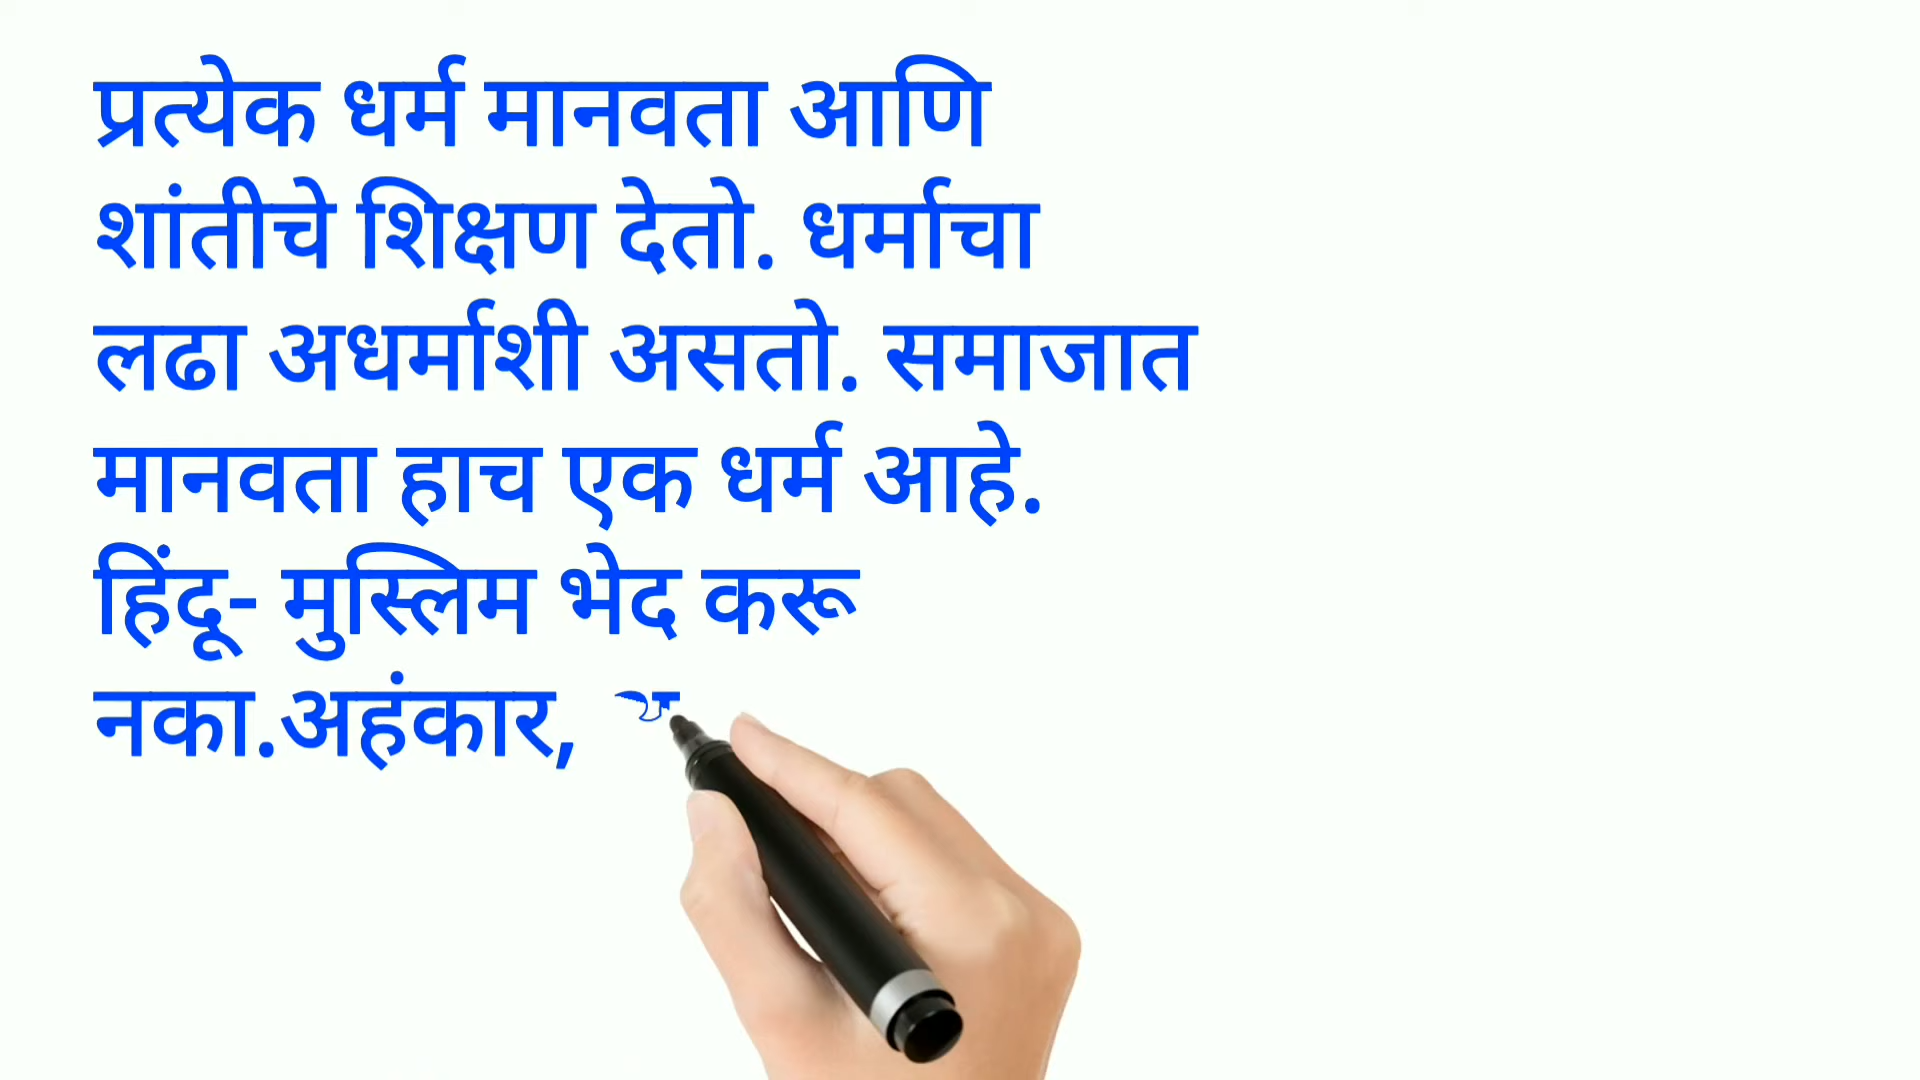 प्रत्येक धर्म मानवता आणि
शांतीचे शिक्षण देतो. धर्माचा
लढा अधर्माशी असतो. समाजात
मानवता हाच एक धर्म आहे.
हिंदू- मुस्लिम भेद करू
नका.अहंकार,